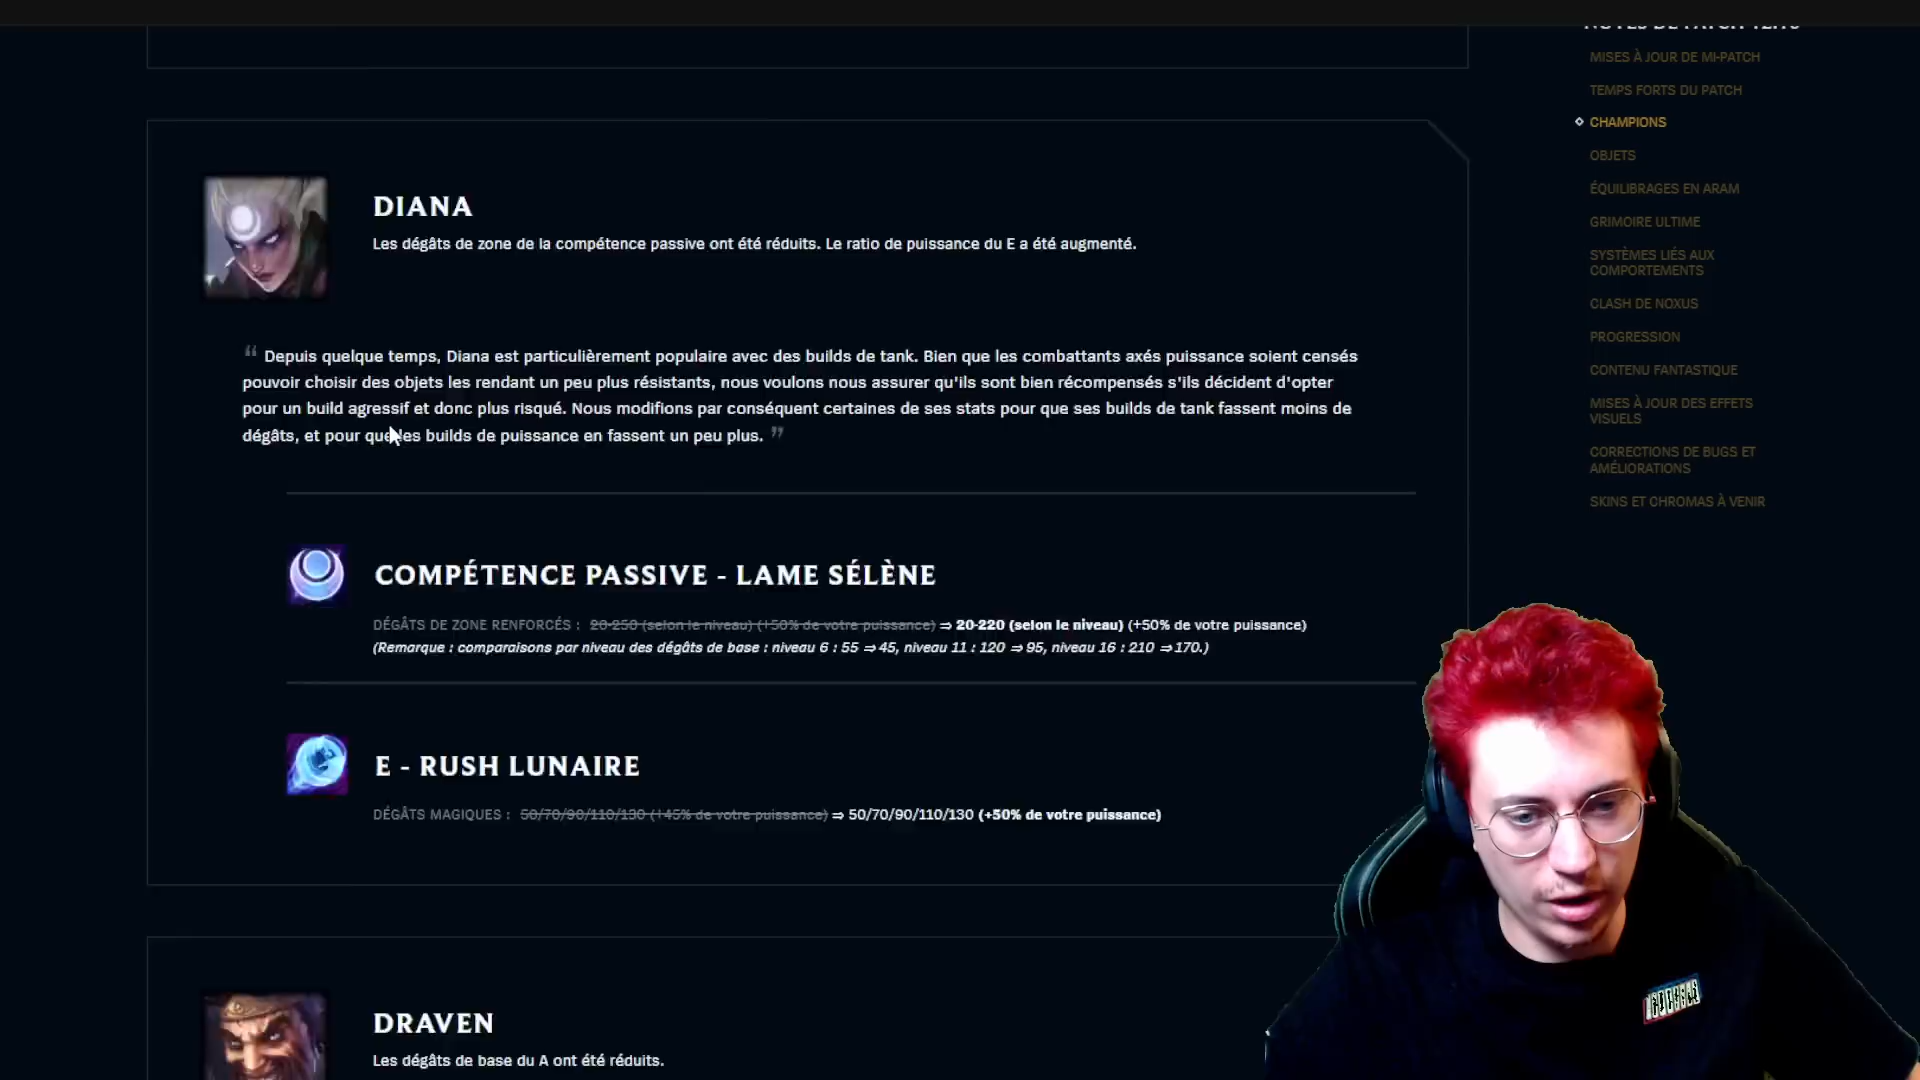 MISES À JOUR DE MI-PATCH
TEMPS FORTS DU PATCH
CHAMPIONS
OBJETS
ÉQUILIBRAGES EN ARAM
GRIMOIRE ULTIME
SYSTÈMES LIÉS AUX
COMPORTEMENTS
CLASH DE NOXUS
PROGRESSION
CONTENU FANTASTIQUE
MISES À JOUR DES EFFETS
VISUELS
CORRECTIONS DE BUGS ET
AMÉLIORATIONS
SKINS ET CHROMAS À VENIR
DIANA
Les dégâts de zone de la compétence passive ont été réduits. Le ratio de puissance du E a été augmenté.
“ Depuis quelque temps, Diana est particulièrement populaire avec des builds de tank. Bien que les combattants axés puissance soient censés
pouvoir choisir des objets les rendant un peu plus résistants, nous voulons nous assurer qu'ils sont bien récompensés s'ils décident d'opter
pour un build agressif et donc plus risqué. Nous modifions par conséquent certaines de ses stats pour que ses builds de tank fassent moins de
dégâts, et pour que les builds de puissance en fassent un peu plus. ”
COMPÉTENCE PASSIVE - LAME SÉLÈNE
DÉGÂTS DE ZONE RENFORCÉS : 20-250 (selon le niveau) (+50% de votre puissance) ⇒ 20-220 (selon le niveau) (+50% de votre puissance)
(Remarque : comparaisons par niveau des dégâts de base : niveau 6 : 55 ⇒ 45, niveau 11 : 120 ⇒ 95, niveau 16 : 210 ⇒ 170.)
E - RUSH LUNAIRE
DÉGÂTS MAGIQUES : 50/70/90/110/130 (+45% de votre puissance) ⇒ 50/70/90/110/130 (+50% de votre puissance)
DRAVEN
Les dégâts de base du A ont été réduits.